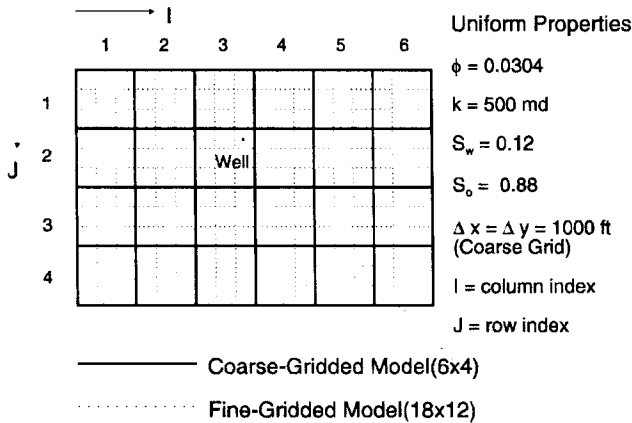 I
1 2 3 4 5 6
1
2
3
4
J
Well
Uniform Properties
ϕ = 0.0304
k = 500 md
S_w = 0.12
S_o = 0.88
Δ x = Δ y = 1000 ft
(Coarse Grid)
I = column index
J = row index
Coarse-Gridded Model(6x4)
Fine-Gridded Model(18x12)